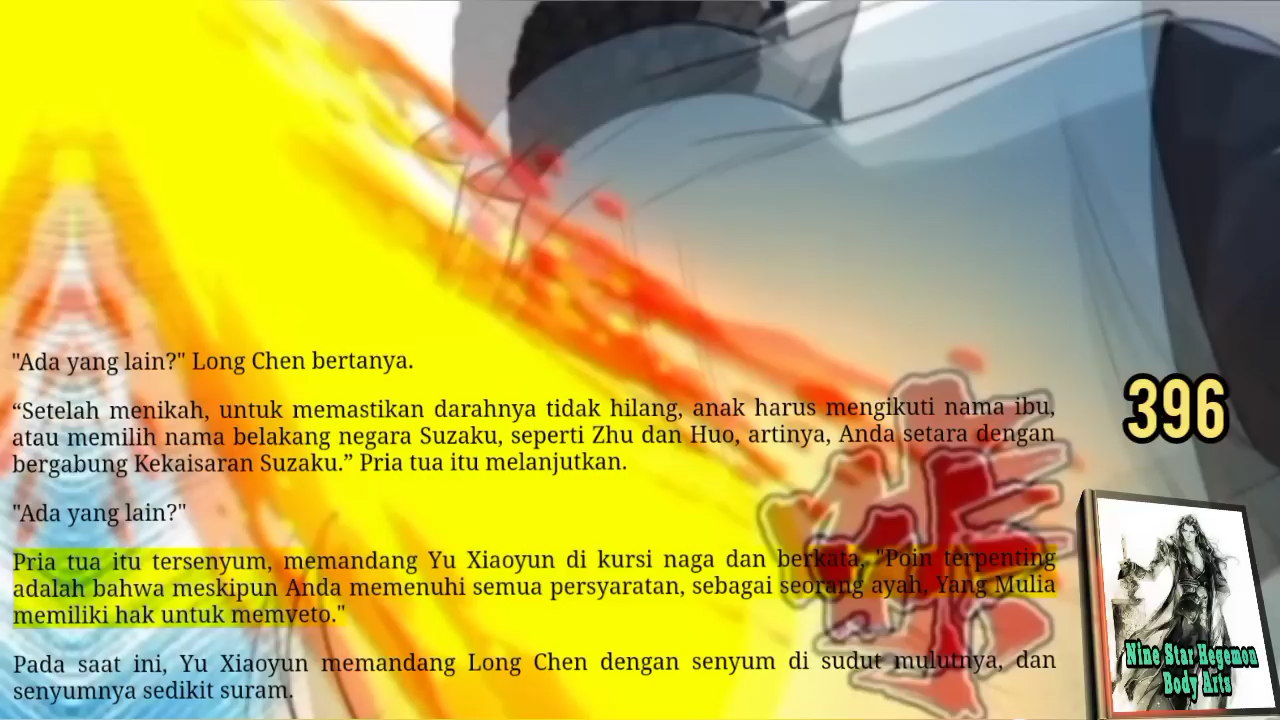 "Ada yang lain?" Long Chen bertanya.
“Setelah menikah, untuk memastikan darahnya tidak hilang, anak harus mengikuti nama ibu,
atau memilih nama belakang negara Suzaku, seperti Zhu dan Huo, artinya, Anda setara dengan
bergabung Kekaisaran Suzaku.” Pria tua itu melanjutkan.
"Ada yang lain?"
Pria tua itu tersenyum, memandang Yu Xiaoyun di kursi naga dan berkata, "Poin terpenting
adalah bahwa meskipun Anda memenuhi semua persyaratan, sebagai seorang ayah, Yang Mulia
memiliki hak untuk memveto."
Pada saat ini, Yu Xiaoyun memandang Long Chen dengan senyum di sudut mulutnya, dan
senyumnya sedikit suram.
396
Nine Star Hegemon
Body Arts